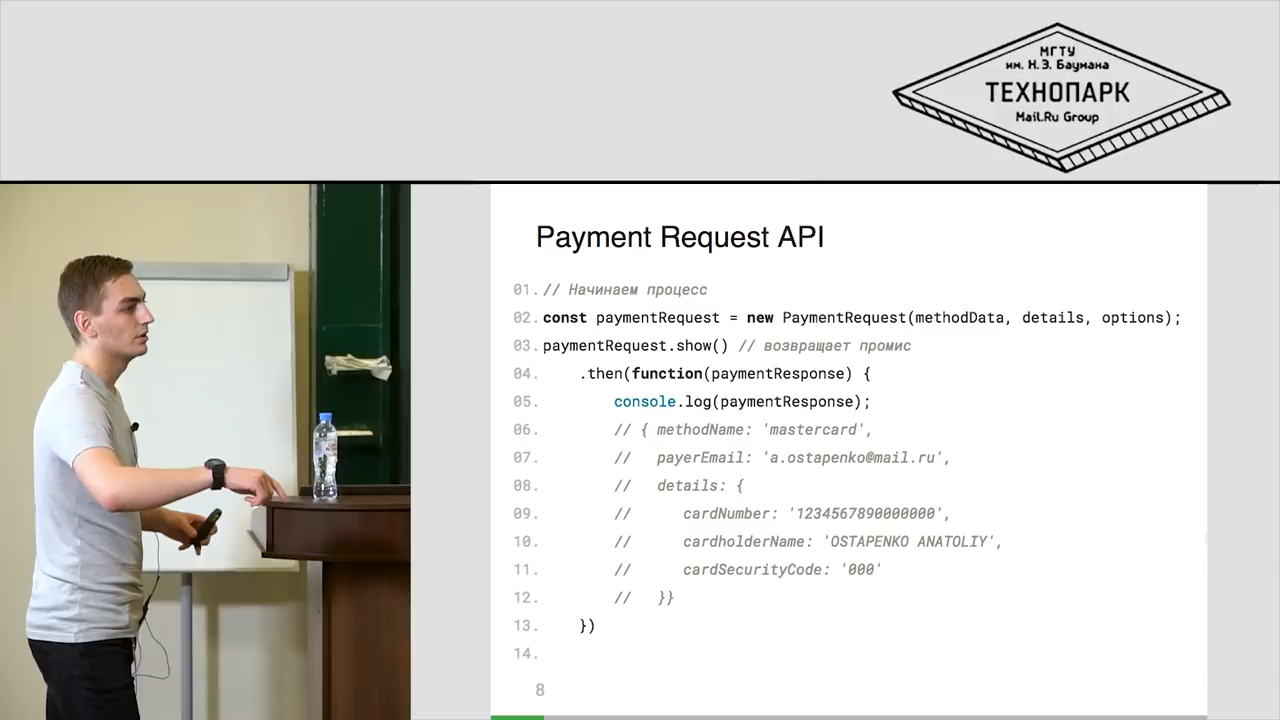 МГТУ
им. Н.Э. Баумана
ТЕХНОПАРК
Mail.Ru Group
Payment Request API
01. // Начинаем процесс
02. const paymentRequest = new PaymentRequest(methodData, details, options);
03. paymentRequest.show() // возвращает промис
04. .then(function(paymentResponse) {
05. console.log(paymentResponse);
06. // { methodName: 'mastercard',
07. // payerEmail: 'a.ostapenko@mail.ru',
08. // details: {
09. // cardNumber: '1234567890000000',
10. // cardholderName: 'OSTAPENKO ANATOLIY',
11. // cardSecurityCode: '000'
12. // }}
13. })
14.
8